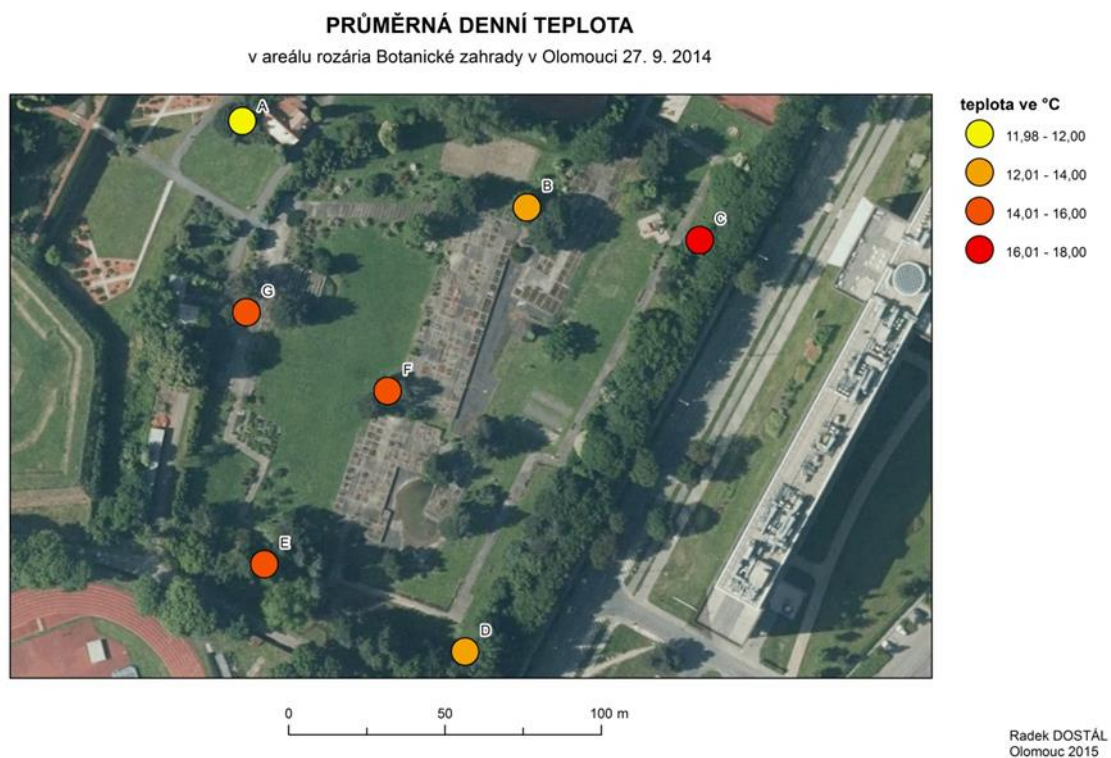 PRŮMĚRNÁ DENNÍ TEPLOTA
v areálu rozária Botanické zahrady v Olomouci 27. 9. 2014
teplota ve °C
11,98 - 12,00
12,01 - 14,00
14,01 - 16,00
16,01 - 18,00
A
B
C
G
F
E
D
0 50 100 m
Radek DOSTÁL
Olomouc 2015